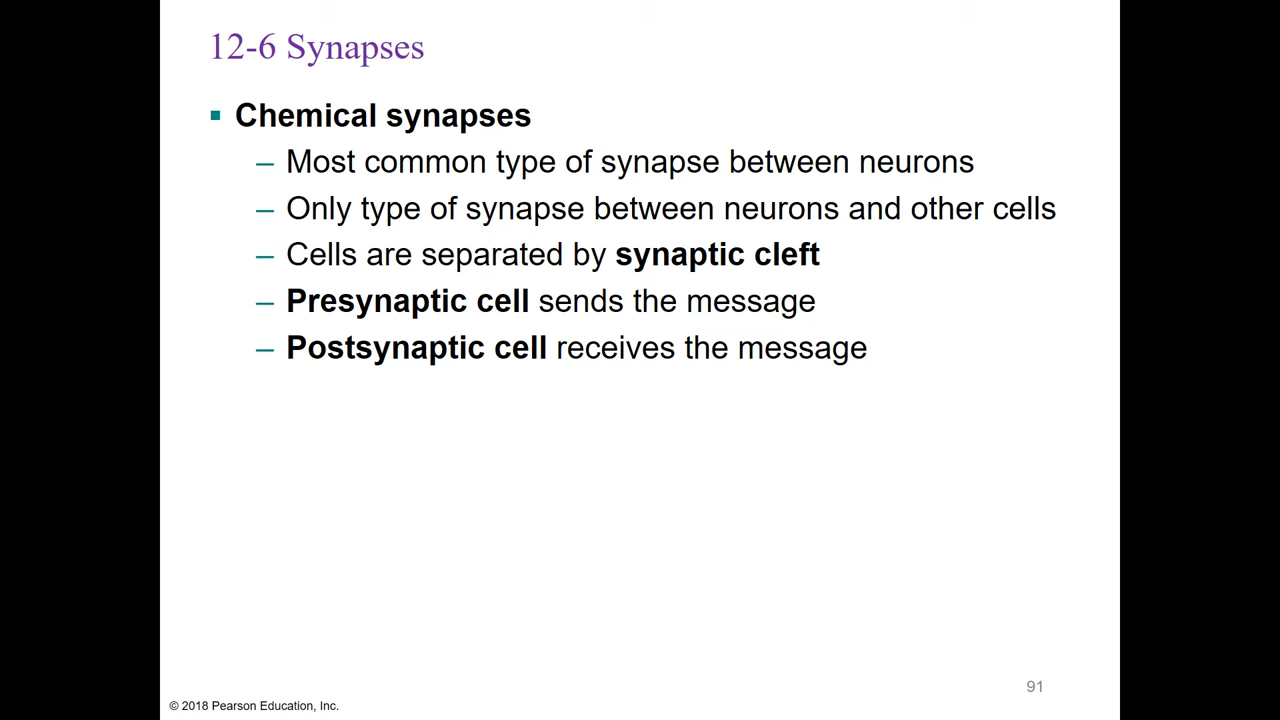 12-6 Synapses
▪ Chemical synapses
– Most common type of synapse between neurons
– Only type of synapse between neurons and other cells
– Cells are separated by synaptic cleft
– Presynaptic cell sends the message
– Postsynaptic cell receives the message
91
© 2018 Pearson Education, Inc.